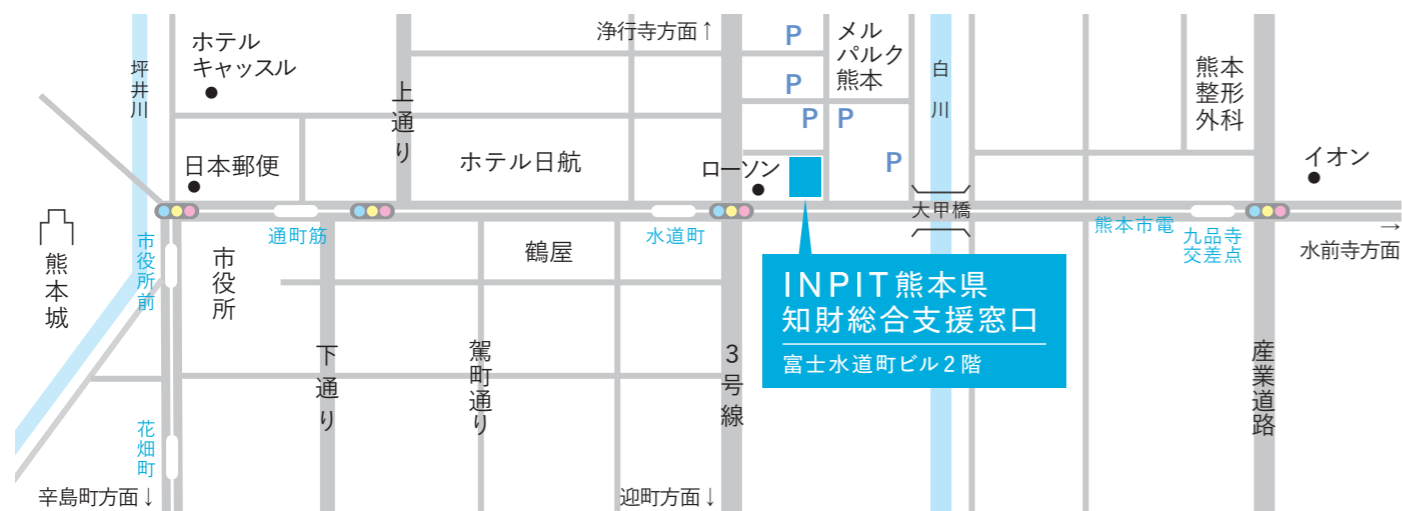 浄行寺方面↑
ホテル
キャッスル
坪井川
上通り
P
P
P
P
P
メル
パルク
熊本
白川
熊本
整形
外科
日本郵便
ホテル日航
ローソン
イオン
大甲橋
熊本城
市役所前
通町筋
市役所
鶴屋
水道町
熊本市電
九品寺
交差点
→
水前寺方面
INPIT熊本県
知財総合支援窓口
富士水道町ビル2階
下通り
駕町通り
3号線
産業道路
花畑町
辛島町方面↓
迎町方面↓